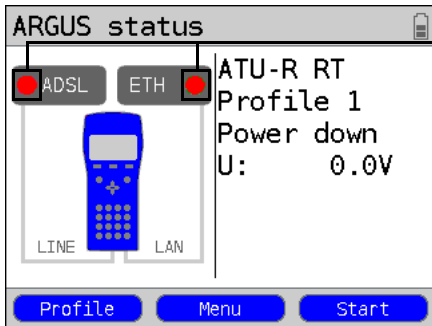 ARGUS status
ADSL ETH
ATU-R RT
Profile 1
Power down
U: 0.0V
LINE LAN
Profile Menu Start